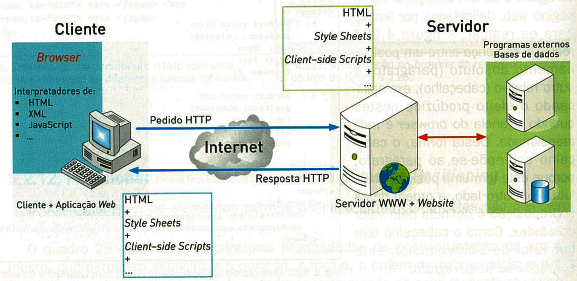 Cliente
Browser
Interpretadores de:
▪ HTML
▪ XML
▪ JavaScript
▪ ...
Cliente + Aplicação Web
Pedido HTTP
Internet
Resposta HTTP
HTML
+
Style Sheets
+
Client-side Scripts
+
...
HTML
+
Style Sheets
+
Client-side Scripts
+
...
Servidor
Servidor WWW + Website
Programas externos
Bases de dados